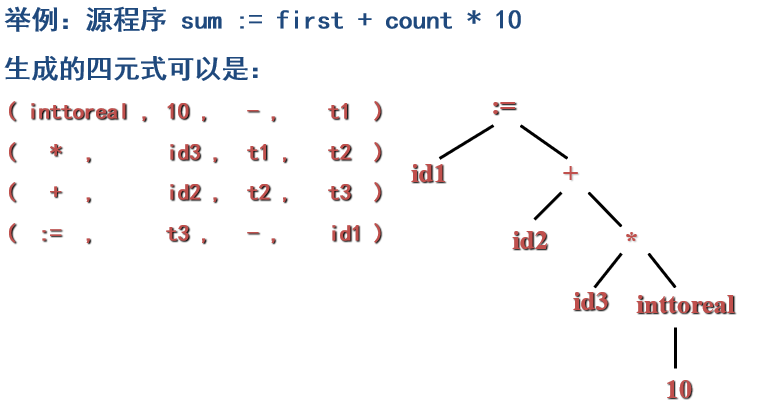 举例：源程序 sum := first + count * 10
生成的四元式可以是：
( inttoreal , 10 , - , t1 )
( * , id3 , t1 , t2 )
( + , id2 , t2 , t3 )
( := , t3 , - , id1 )
:=
id1
+
id2
*
id3
inttoreal
10